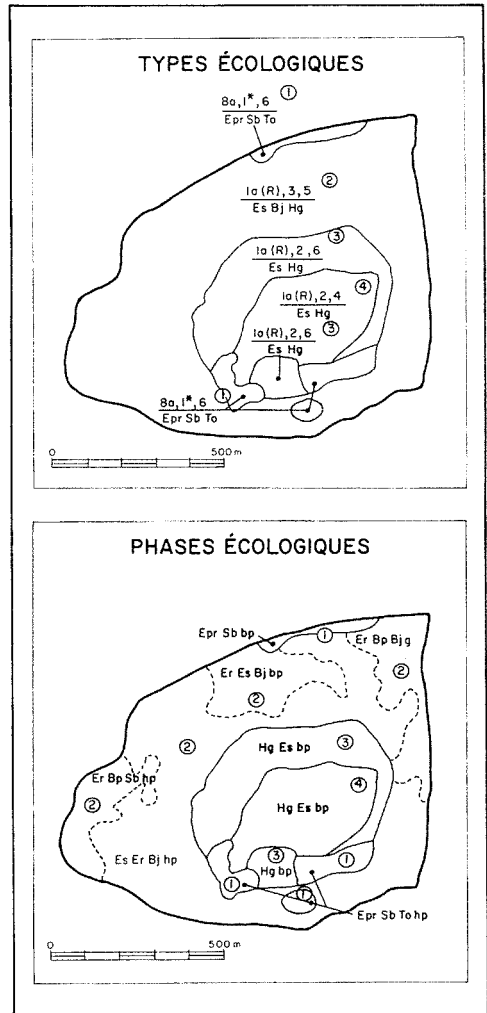 TYPES ÉCOLOGIQUES
①
8a,1*,6
Epr Sb To
②
1a(R),3,5
Es Bj Hg
③
1a(R),2,6
Es Hg
④
1a(R),2,4
Es Hg
③
1a(R),2,6
Es Hg
①
8a,1*,6
Epr Sb To
0 500 m
PHASES ÉCOLOGIQUES
Epr Sb bp
①
Er Bp Bj g
Er Es Bj bp
②
②
②
Hg Es bp
③
Er Bp Sb hp
④
②
Hg Es bp
Es Er Bj hp
③
①
Hg bp
①
①
Epr Sb To hp
0 500 m